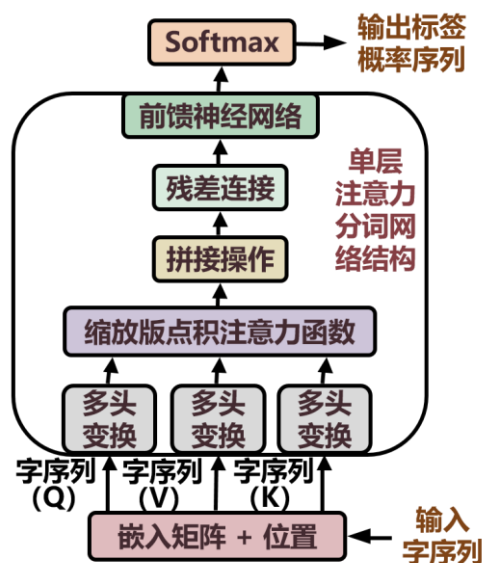 Softmax
输出标签
概率序列
前馈神经网络
单层
注意力
分词网
络结构
残差连接
拼接操作
缩放版点积注意力函数
多头
变换
多头
变换
多头
变换
字序列
(Q)
字序列
(V)
字序列
(K)
嵌入矩阵 + 位置
输入
字序列